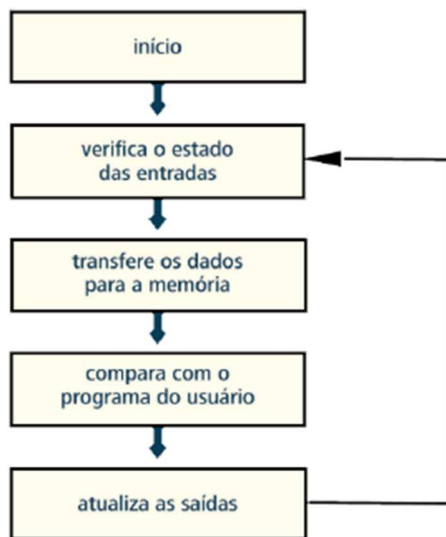 início
verifica o estado
das entradas
transfere os dados
para a memória
compara com o
programa do usuário
atualiza as saídas